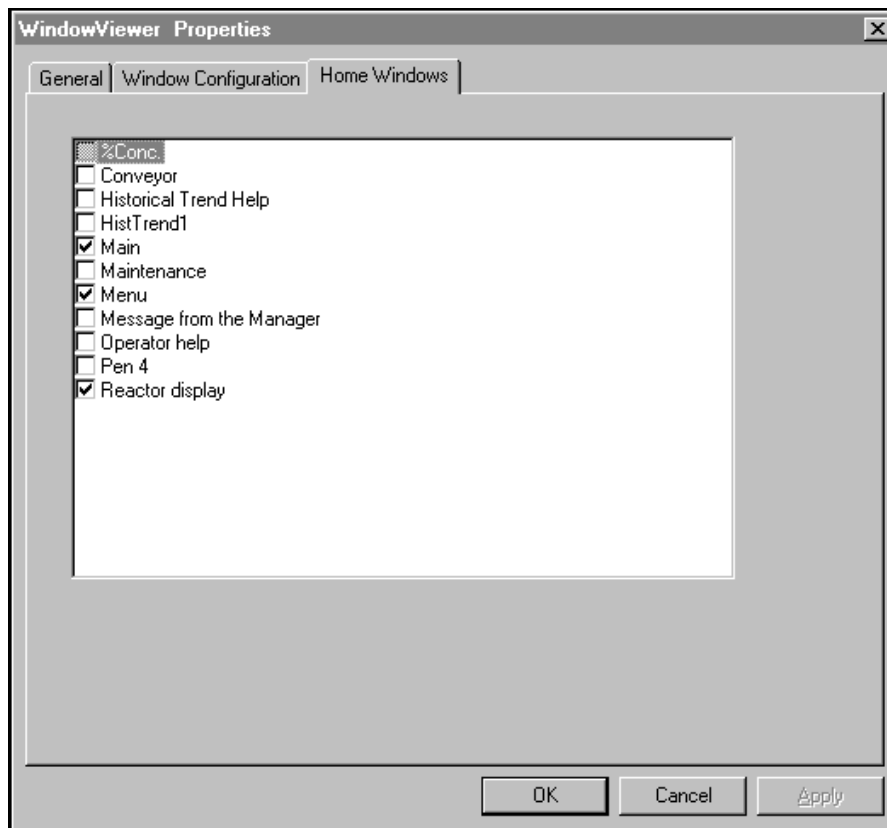 WindowViewer Properties
General Window Configuration Home Windows
%Conc.
Conveyor
Historical Trend Help
HistTrend1
Main
Maintenance
Menu
Message from the Manager
Operator help
Pen 4
Reactor display
OK Cancel Apply